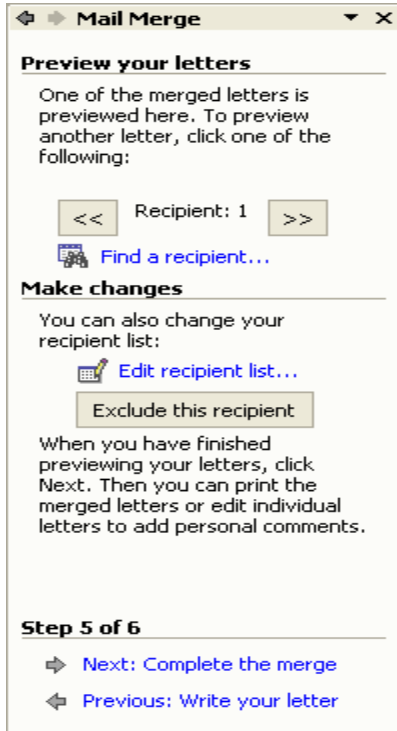 Mail Merge
Preview your letters
One of the merged letters is
previewed here. To preview
another letter, click one of the
following:
<< Recipient: 1 >>
Find a recipient...
Make changes
You can also change your
recipient list:
Edit recipient list...
Exclude this recipient
When you have finished
previewing your letters, click
Next. Then you can print the
merged letters or edit individual
letters to add personal comments.
Step 5 of 6
Next: Complete the merge
Previous: Write your letter